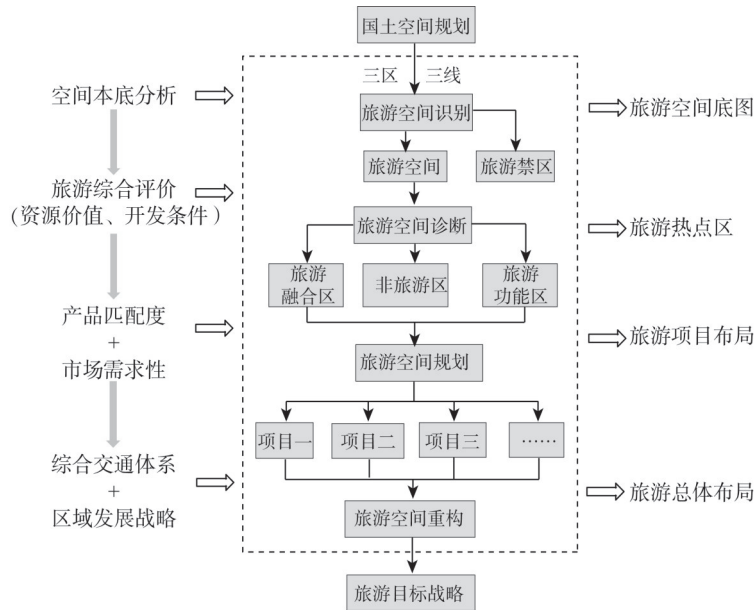 国土空间规划
三区 三线
空间本底分析
旅游空间识别
旅游空间底图
旅游空间
旅游禁区
旅游综合评价
(资源价值、开发条件)
旅游空间诊断
旅游热点区
旅游
融合区
非旅游区
旅游
功能区
产品匹配度
+
市场需求性
旅游项目布局
旅游空间规划
项目一
项目二
项目三
……
综合交通体系
+
区域发展战略
旅游总体布局
旅游空间重构
旅游目标战略